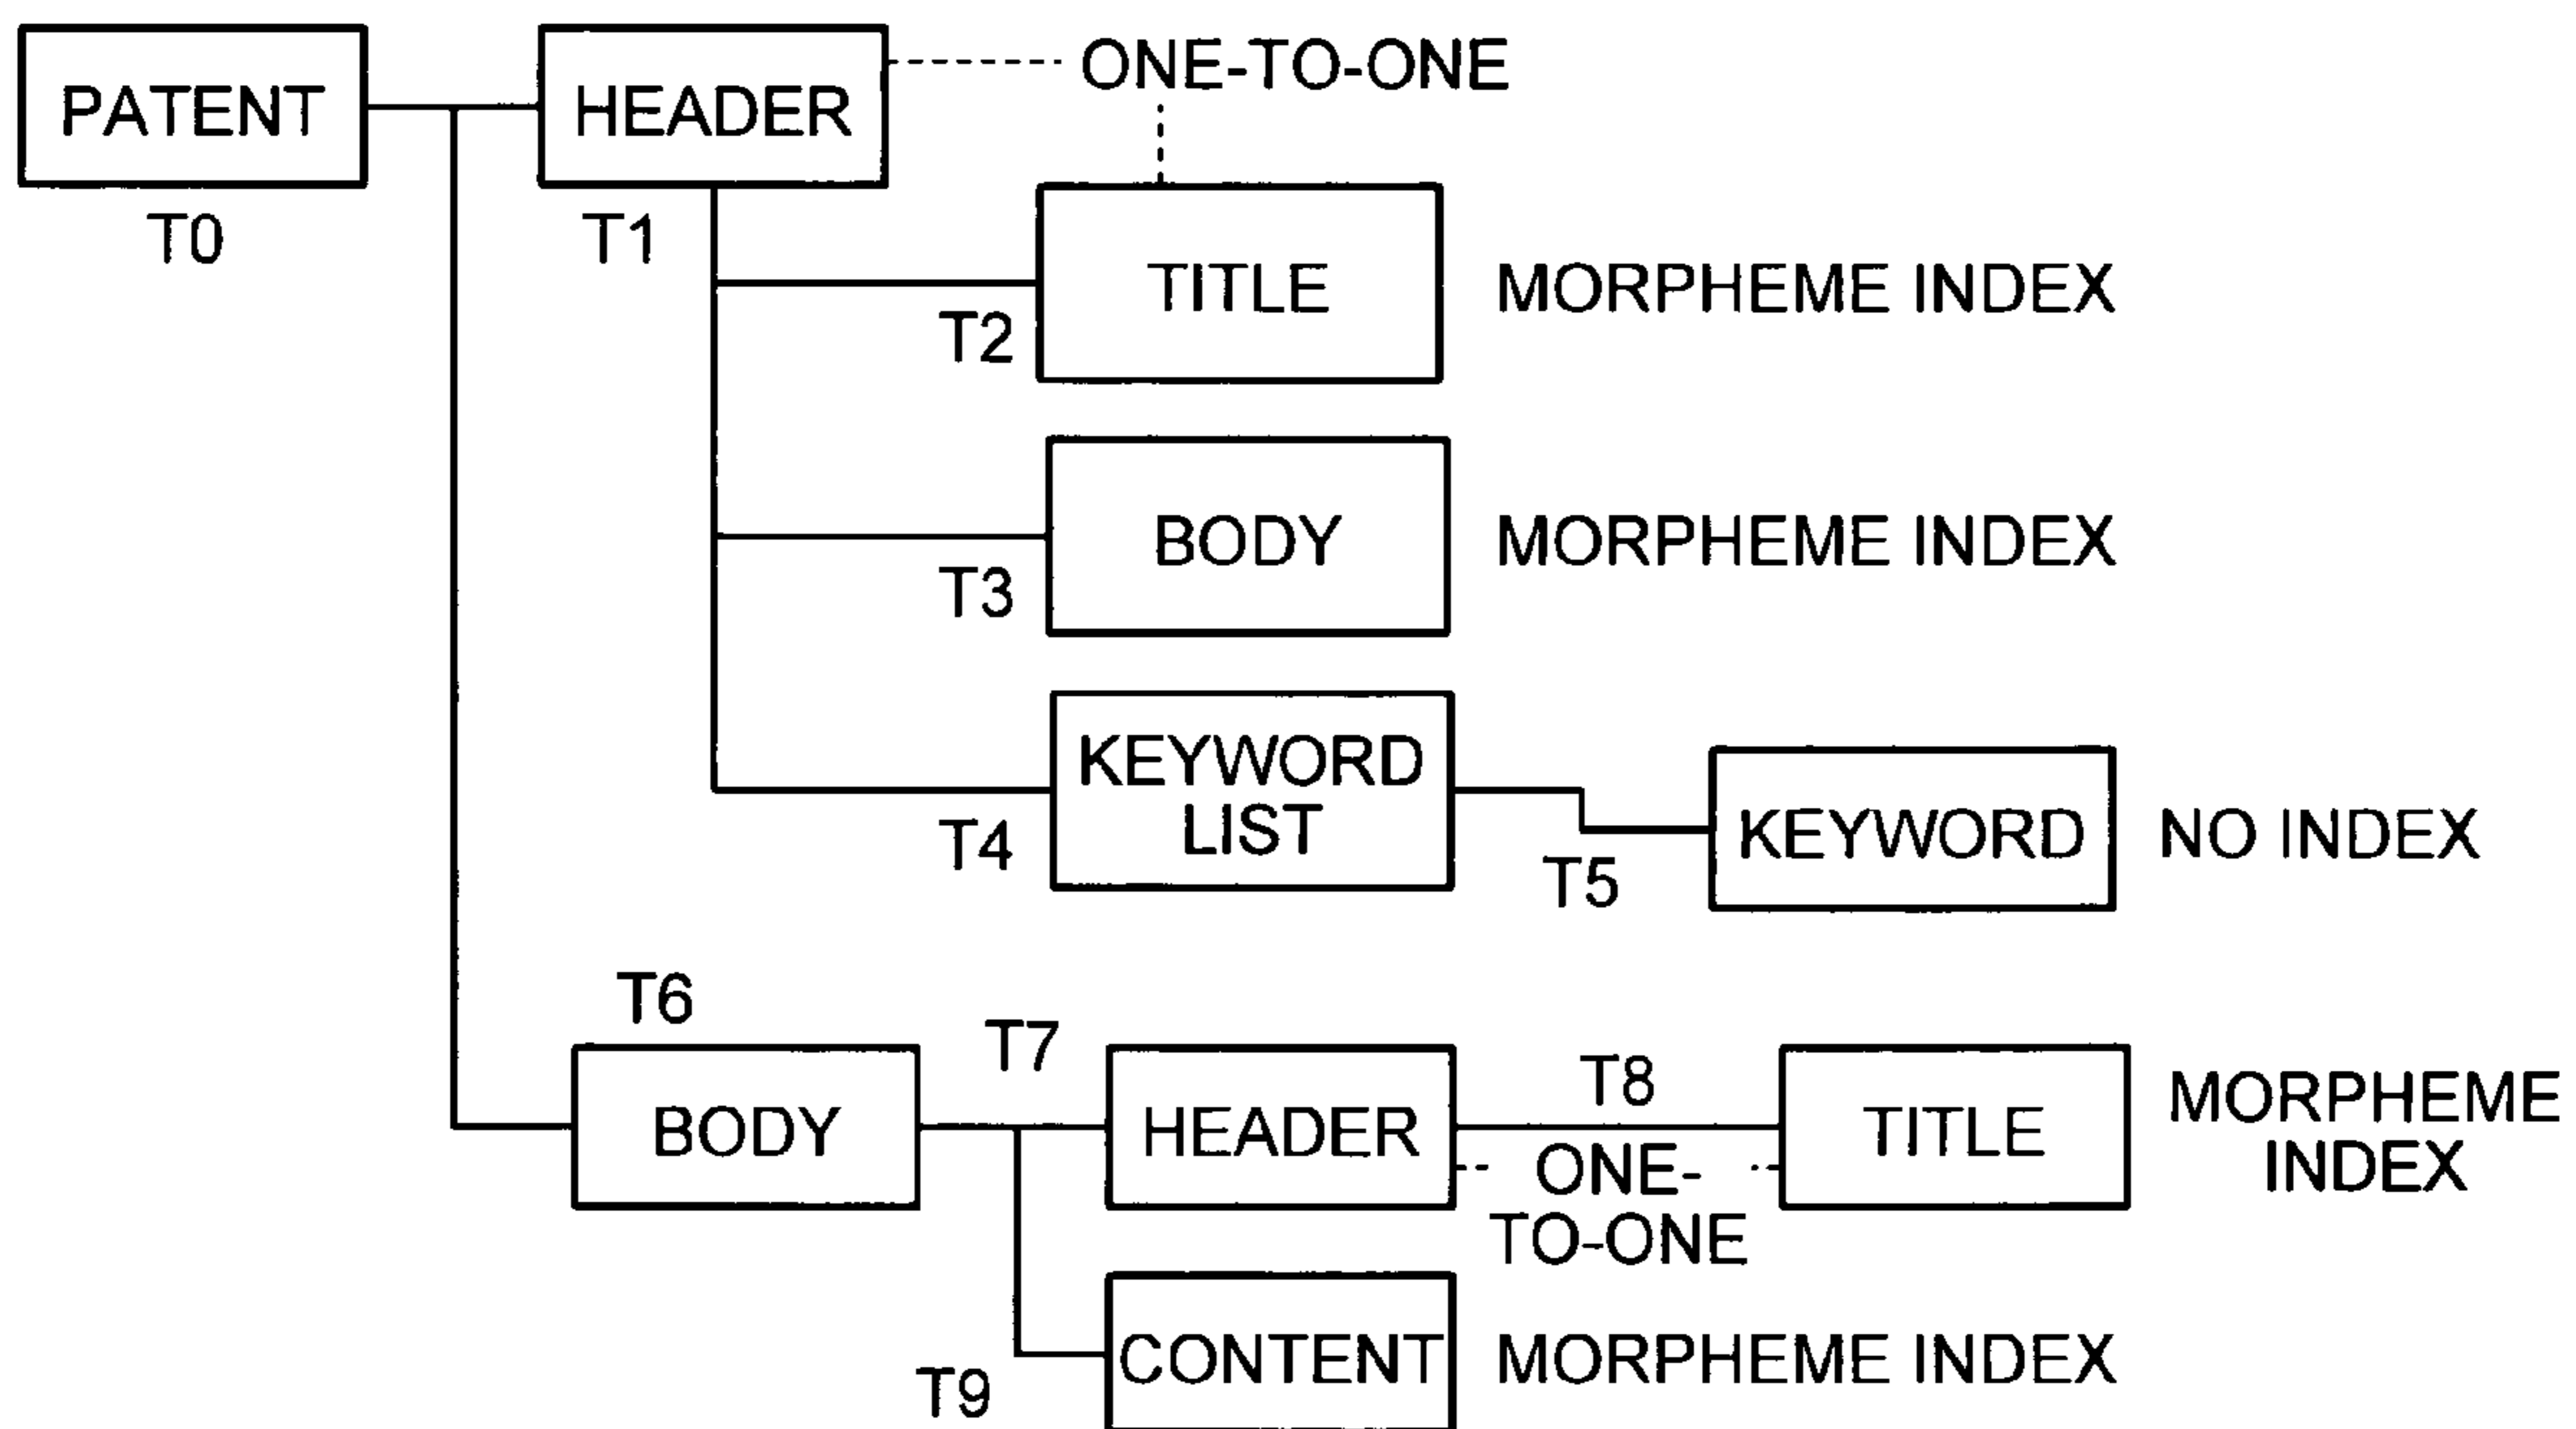 PATENT
HEADER
ONE-TO-ONE
T0
T1
TITLE
MORPHEME INDEX
T2
BODY
MORPHEME INDEX
T3
KEYWORD
LIST
T4
KEYWORD
NO INDEX
T5
T6
BODY
T7
HEADER
T8
ONE-
TO-ONE
TITLE
MORPHEME
INDEX
CONTENT
MORPHEME INDEX
T9